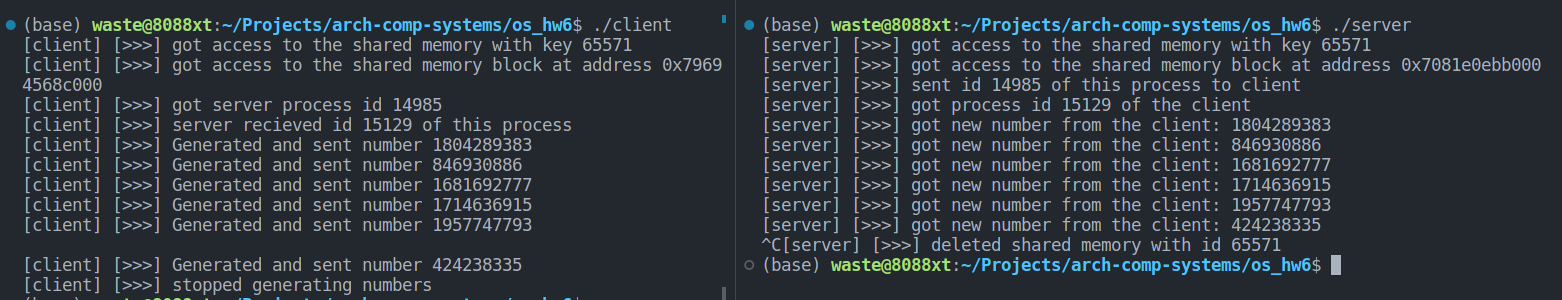 (base) waste@8088xt:~/Projects/arch-comp-systems/os_hw6$ ./client
[client] [>>>] got access to the shared memory with key 65571
[client] [>>>] got access to the shared memory block at address 0x7969
4568c000
[client] [>>>] got server process id 14985
[client] [>>>] server recieved id 15129 of this process
[client] [>>>] Generated and sent number 1804289383
[client] [>>>] Generated and sent number 846930886
[client] [>>>] Generated and sent number 1681692777
[client] [>>>] Generated and sent number 1714636915
[client] [>>>] Generated and sent number 1957747793
[client] [>>>] Generated and sent number 424238335
[client] [>>>] stopped generating numbers
(base) waste@8088xt:~/Projects/arch-comp-systems/os_hw6$ ./server
[server] [>>>] got access to the shared memory with key 65571
[server] [>>>] got access to the shared memory block at address 0x7081e0ebb000
[server] [>>>] sent id 14985 of this process to client
[server] [>>>] got process id 15129 of the client
[server] [>>>] got new number from the client: 1804289383
[server] [>>>] got new number from the client: 846930886
[server] [>>>] got new number from the client: 1681692777
[server] [>>>] got new number from the client: 1714636915
[server] [>>>] got new number from the client: 1957747793
[server] [>>>] got new number from the client: 424238335
^C[server] [>>>] deleted shared memory with id 65571
(base) waste@8088xt:~/Projects/arch-comp-systems/os_hw6$